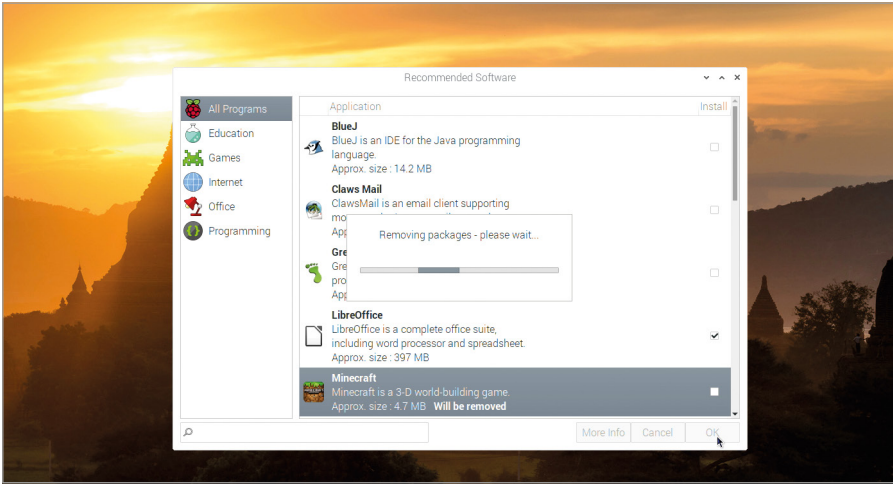 Recommended Software
All Programs
Education
Games
Internet
Office
Programming
Application Install
BlueJ
BlueJ is an IDE for the Java programming
language.
Approx. size : 14.2 MB
Claws Mail
ClawsMail is an email client supporting
Removing packages - please wait...
LibreOffice
LibreOffice is a complete office suite,
including word processor and spreadsheet.
Approx. size : 397 MB
Minecraft
Minecraft is a 3-D world-building game.
Approx. size : 4.7 MB Will be removed
More Info Cancel OK